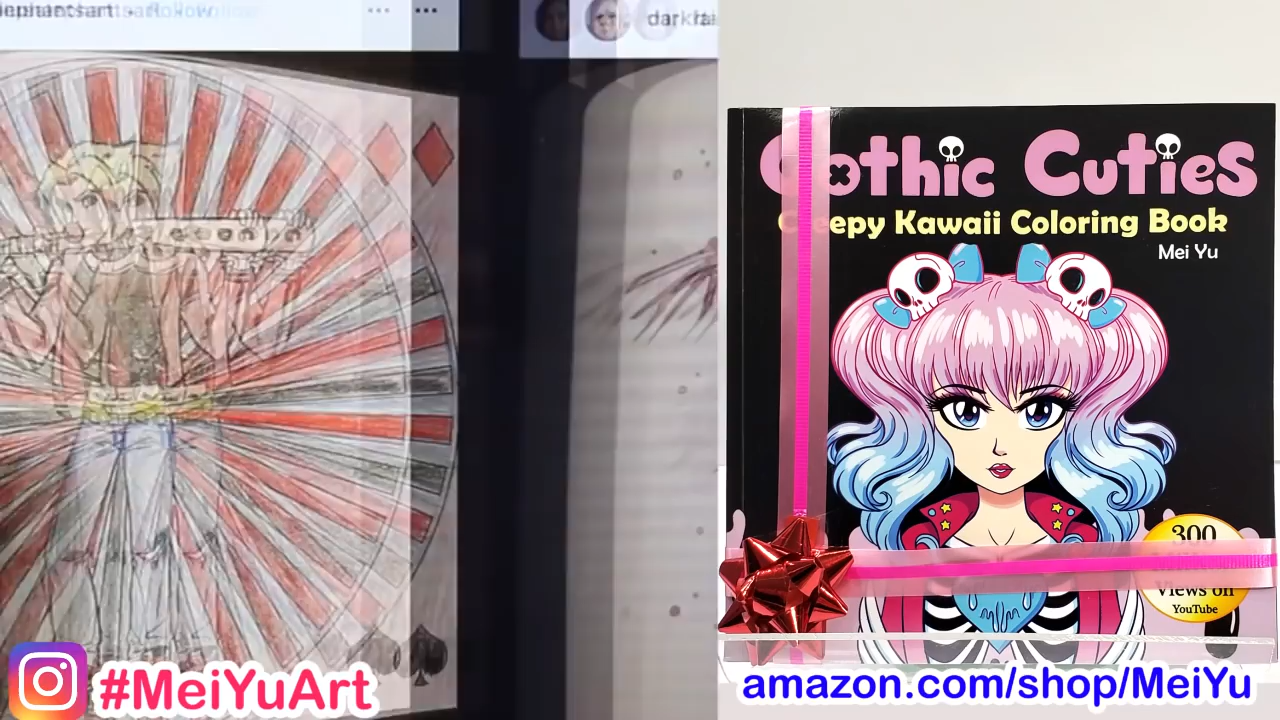 Gothic Cuties
Creepy Kawaii Coloring Book
Mei Yu
300
Views on
YouTube
#MeiYuArt
amazon.com/shop/MeiYu